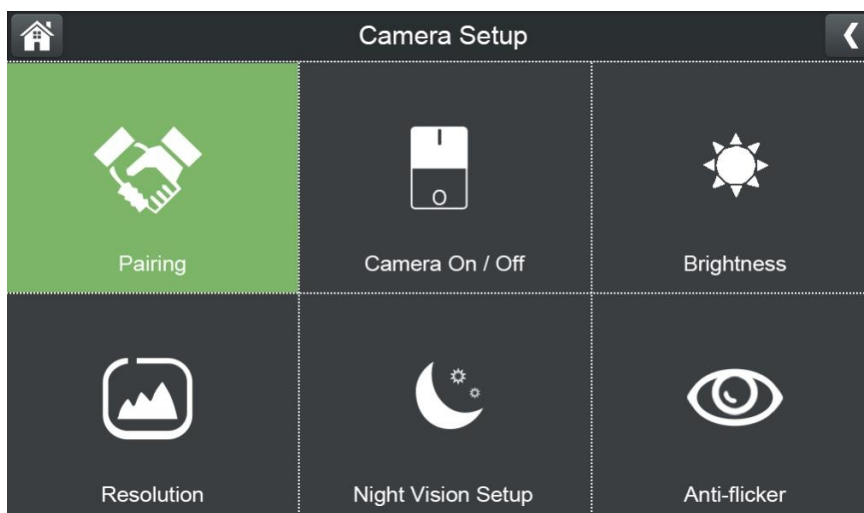 Camera Setup
Pairing
Camera On / Off
Brightness
Resolution
Night Vision Setup
Anti-flicker